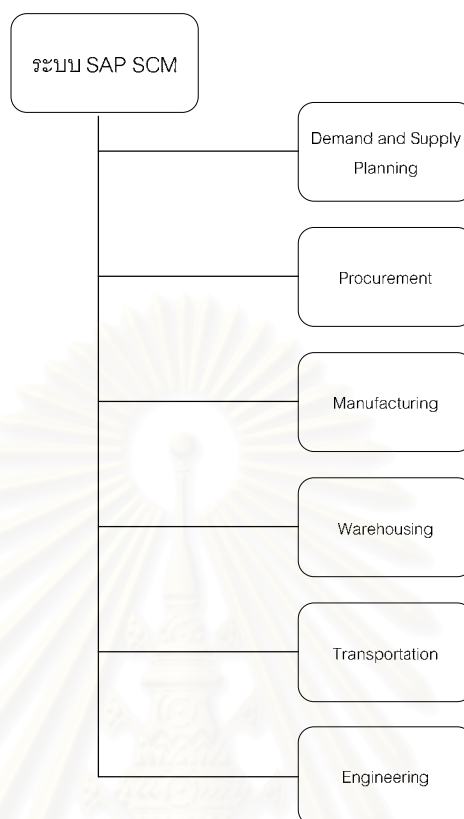 ระบบ SAP SCM
Demand and Supply
Planning
Procurement
Manufacturing
Warehousing
Transportation
Engineering